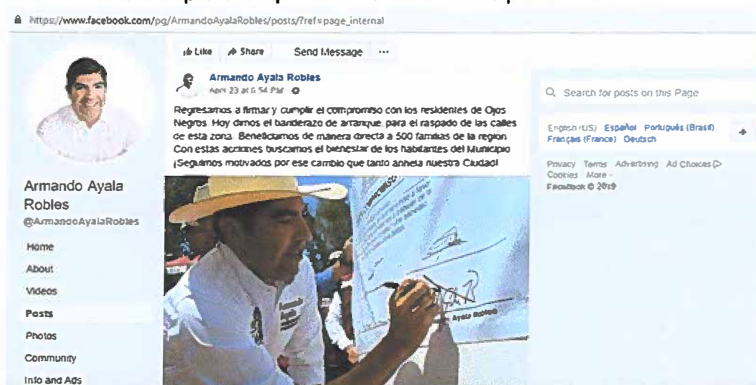 https://www.facebook.com/pg/ArmandoAyalaRobles/posts/?ref=page_internal
Like Share Send Message ...
Armando Ayala Robles
April 23 at 6:54 PM
Regresamos a firmar y cumplir el compromiso con los residentes de Ojos
Negros. Hoy dimos el banderazo de arranque para el raspado de las calles
de esta zona. Beneficiamos de manera directa a 500 familias de la región.
Con estas acciones buscamos el bienestar de los habitantes del Municipio
¡Seguimos motivados por ese cambio que tanto anhela nuestra Ciudad!
Armando Ayala
Robles
@ArmandoAyalaRobles
Home
About
Videos
Posts
Photos
Community
Info and Ads
Ayala Robles
Search for posts on this Page
English (US) Español Português (Brasil)
Français (France) Deutsch
Privacy Terms Advertising Ad Choices
Cookies More
Facebook © 2019